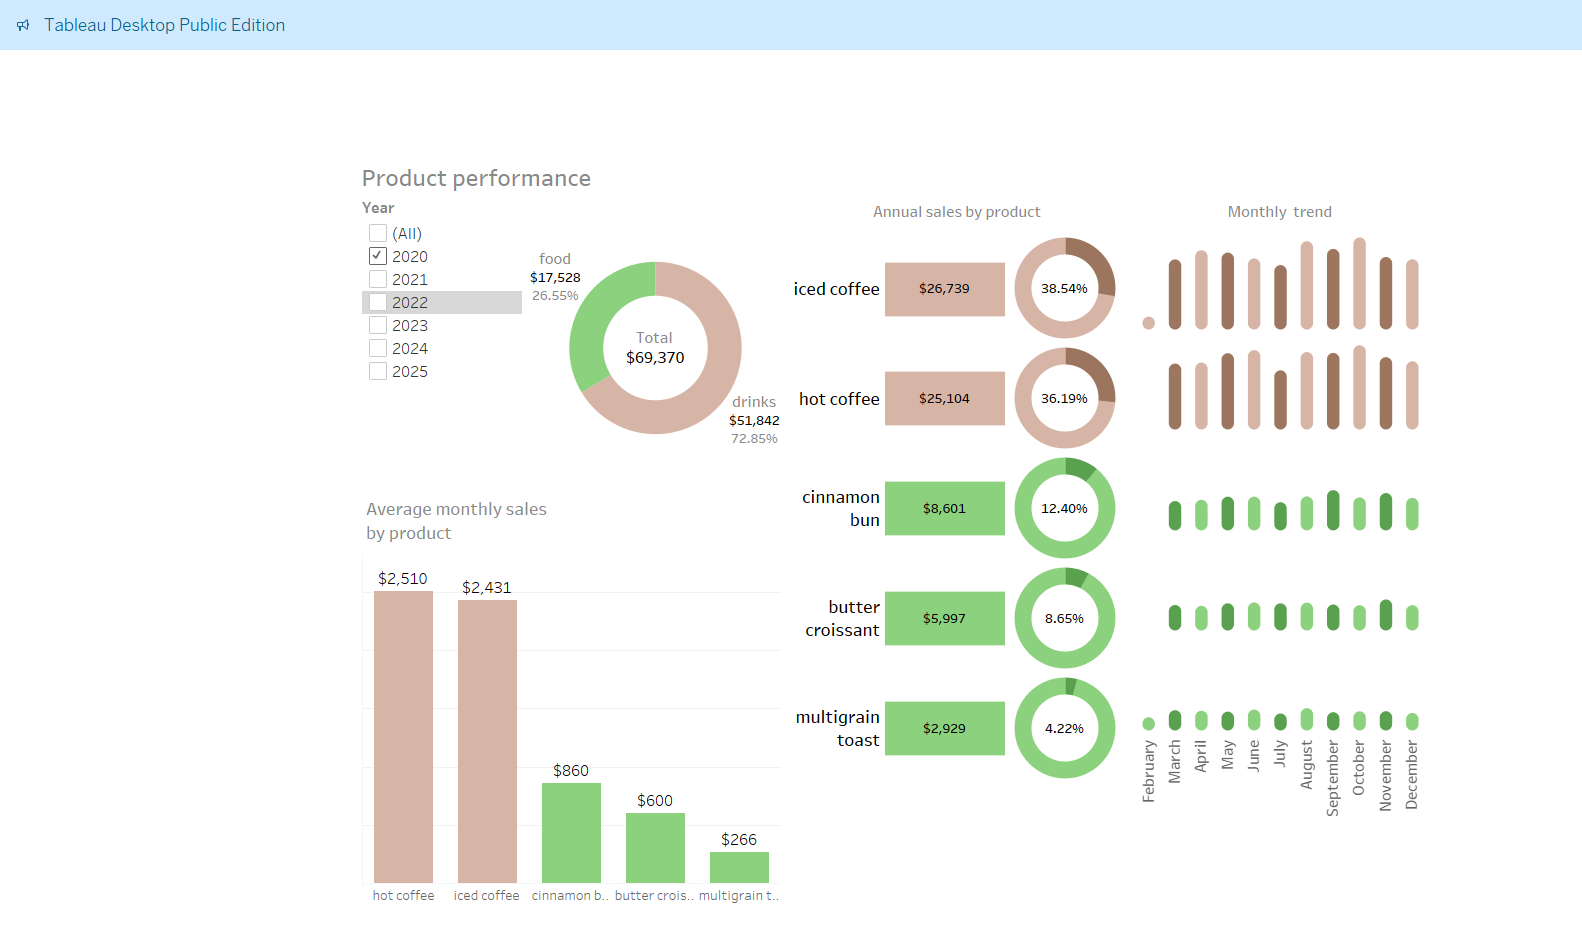 Tableau Desktop Public Edition
Product performance
Year
(All)
2020
2021
2022
2023
2024
2025
food
$17,528
26.55%
Total
$69,370
drinks
$51,842
72.85%
Average monthly sales
by product
$2,510
$2,431
$860
$600
$266
hot coffee
iced coffee
cinnamon b..
butter crois..
multigrain t..
Annual sales by product
Monthly trend
iced coffee
$26,739
38.54%
hot coffee
$25,104
36.19%
cinnamon
bun
$8,601
12.40%
butter
croissant
$5,997
8.65%
multigrain
toast
$2,929
4.22%
February
March
April
May
June
July
August
September
October
November
December